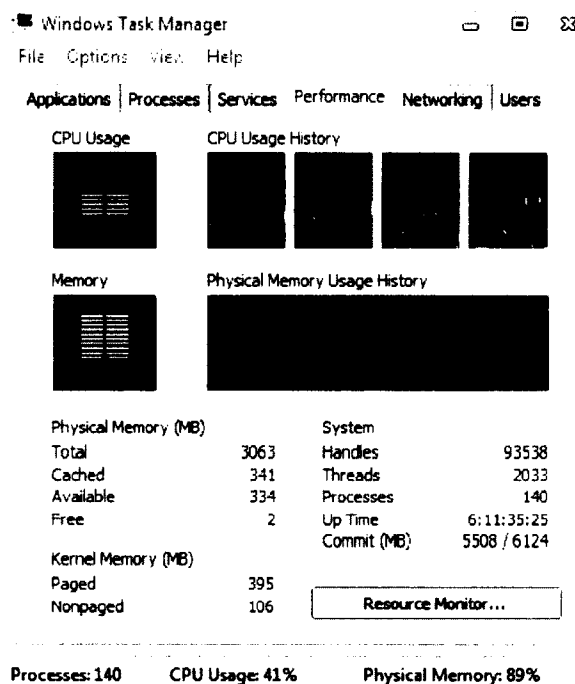 Windows Task Manager
File Options View Help
Applications Processes Services Performance Networking Users
CPU Usage CPU Usage History
Memory Physical Memory Usage History
Physical Memory (MB) System
Total 3063 Handles 93538
Cached 341 Threads 2033
Available 334 Processes 140
Free 2 Up Time 6:11:35:25
Commit (MB) 5508 / 6124
Kernel Memory (MB)
Paged 395
Nonpaged 106 Resource Monitor...
Processes: 140 CPU Usage: 41% Physical Memory: 89%